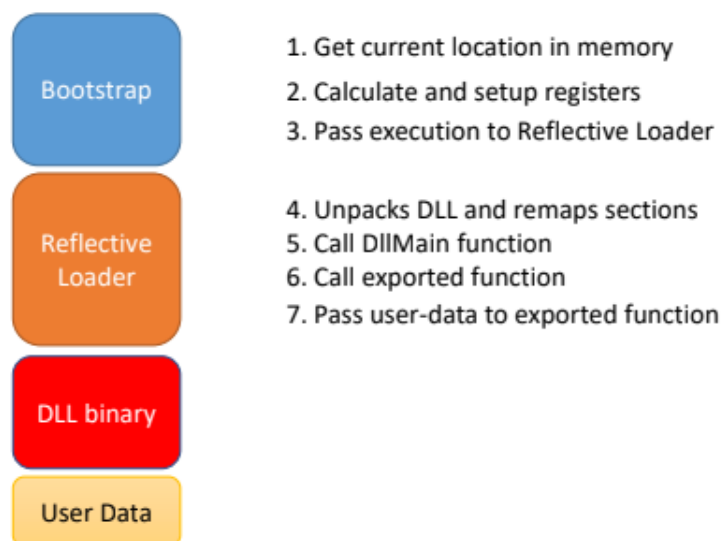 Bootstrap
1. Get current location in memory
2. Calculate and setup registers
3. Pass execution to Reflective Loader
Reflective
Loader
4. Unpacks DLL and remaps sections
5. Call DllMain function
6. Call exported function
7. Pass user-data to exported function
DLL binary
User Data